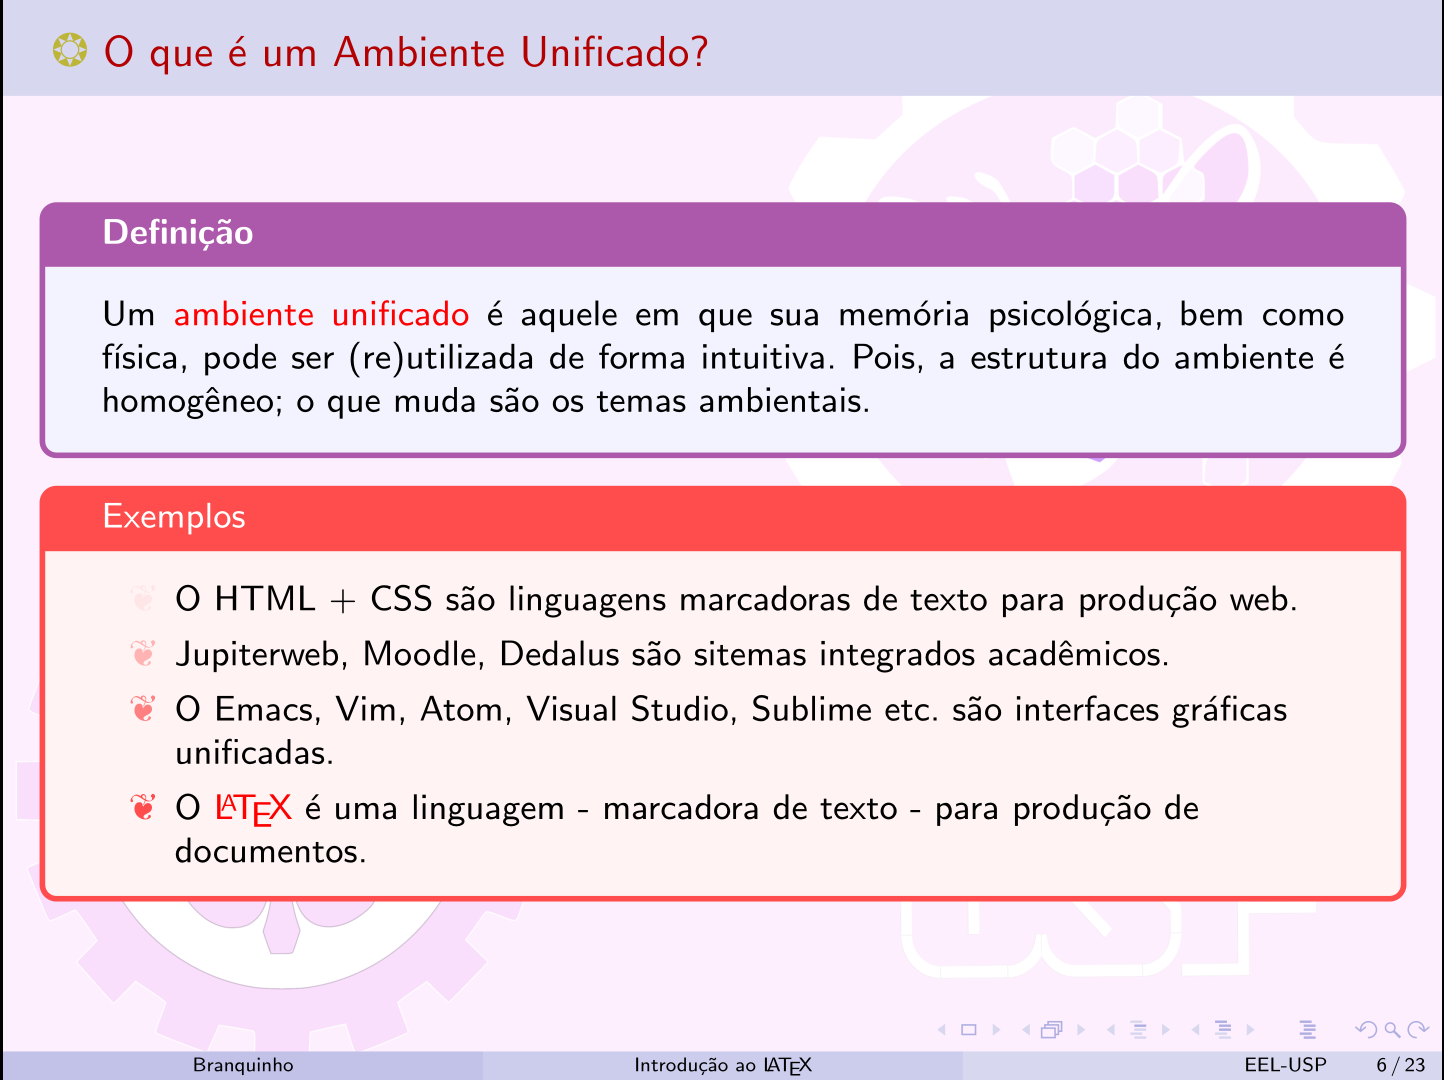 O que é um Ambiente Unificado?
Definição
Um ambiente unificado é aquele em que sua memória psicológica, bem como
física, pode ser (re)utilizada de forma intuitiva. Pois, a estrutura do ambiente é
homogêneo; o que muda são os temas ambientais.
Exemplos
O HTML + CSS são linguagens marcadoras de texto para produção web.
Jupiterweb, Moodle, Dedalus são sitemas integrados acadêmicos.
O Emacs, Vim, Atom, Visual Studio, Sublime etc. são interfaces gráficas
unificadas.
O LATEX é uma linguagem - marcadora de texto - para produção de
documentos.
USP
Branquinho Introdução ao LATEX EEL-USP 6 / 23